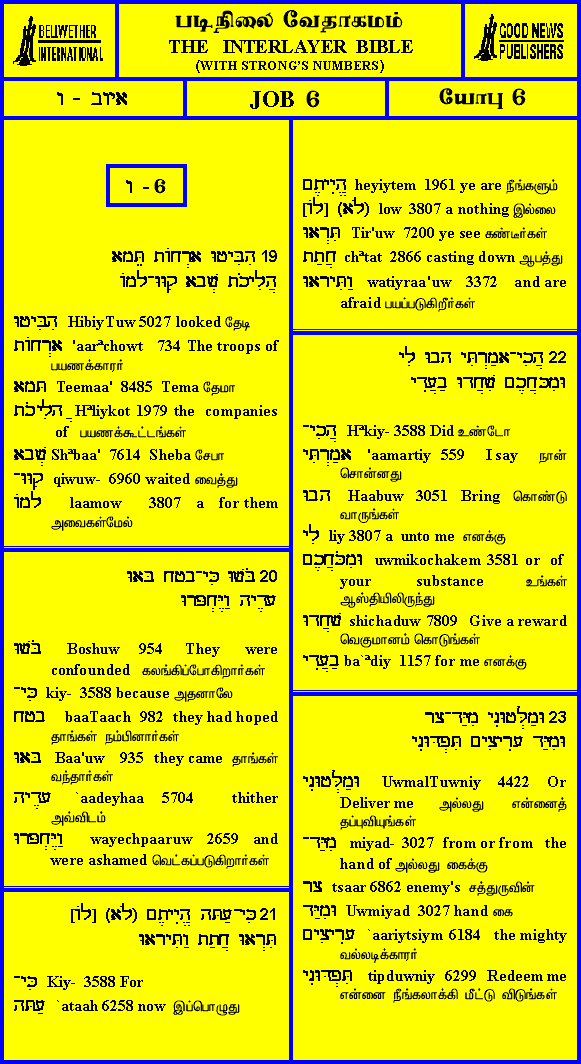 BELLWETHER
INTERNATIONAL
படிநிலை வேதாகமம்
THE INTERLAYER BIBLE
(WITH STRONG'S NUMBERS)
GOOD NEWS
PUBLISHERS
איוב - ו
JOB 6
யோபு 6
ו - 6
19 הִבִּיטוּ אָרְחוֹת תֵּמָא
הֲלִיכֹת שְׁבָא קִוּוּ־לָמוֹ
הִבִּיטוּ HibiyTuw 5027 looked தேடி
אָרְחוֹת 'aarªchowt 734 The troops of
பயணக்காரர்
תֵּמָא Teemaa' 8485 Tema தேமா
הֲלִיכֹת Hªliykot 1979 the companies
of பயணக்கூட்டங்கள்
שְׁבָא Shªbaa' 7614 Sheba சேபா
קִוּוּ־ qiwuw- 6960 waited வைத்து
לָמוֹ laamow 3807 a for them
அவைகள்மேல்
20 בֹּשׁוּ כִּי־בָטָח בָּאוּ
עָדֶיהָ וַיֶּחְפָּרוּ
בֹּשׁוּ Boshuw 954 They were
confounded கலங்கிப்போகிறார்கள்
כִּי־ kiy- 3588 because அதனாலே
בָטָח baaTaach 982 they had hoped
தாங்கள் நம்பினார்கள்
בָּאוּ Baa'uw 935 they came தாங்கள்
வந்தார்கள்
עָדֶיהָ `aadeyhaa 5704 thither
அவ்விடம்
וַיֶּחְפָּרוּ wayechpaaruw 2659 and
were ashamed வெட்கப்படுகிறார்கள்
21 כִּי־עַתָּה הֱיִיתֶם (לֹא) [לוֹ]
תִּרְאוּ חֲתַת וַתִּירָאוּ
כִּי־ Kiy- 3588 For
עַתָּה `ataah 6258 now இப்பொழுது
הֱיִיתֶם heyiytem 1961 ye are நீங்களும்
(לֹא) [לוֹ] low 3807 a nothing இல்லை
תִּרְאוּ Tir'uw 7200 ye see கண்டீர்கள்
חֲתַת chªtat 2866 casting down ஆபத்து
וַתִּירָאוּ watiyraa'uw 3372 and are
afraid பயப்படுகிறீர்கள்
22 הֲכִי־אָמַרְתִּי הָבוּ לִי
וּמִכֹּחֲכֶם שִׁחֲדוּ בַעֲדִי
הֲכִי־ Hªkiy- 3588 Did உண்டோ
אָמַרְתִּי 'aamartiy 559 I say நான்
சொன்னது
הָבוּ Haabuw 3051 Bring கொண்டு
வாருங்கள்
לִי liy 3807 a unto me எனக்கு
וּמִכֹּחֲכֶם uwmikochakem 3581 or of
your substance உங்கள்
ஆஸ்தியிலிருந்து
שִׁחֲדוּ shichaduw 7809 Give a reward
வெகுமானம் கொடுங்கள்
בַעֲדִי ba`ªdiy 1157 for me எனக்கு
23 וּמַלְּטוּנִי מִיַּד־צָר
וּמִיַּד עָרִיצִים תִּפְדּוּנִי
וּמַלְּטוּנִי UwmalTuwniy 4422 Or
Deliver me அல்லது என்னைத்
தப்புவியுங்கள்
מִיַּד־ miyad- 3027 from or from the
hand of அல்லது கைக்கு
צָר tsaar 6862 enemy's சத்துருவின்
וּמִיַּד Uwmiyad 3027 hand கை
עָרִיצִים `aariytsiym 6184 the mighty
வல்லடிக்காரர்
תִּפְדּוּנִי tipduwniy 6299 Redeem me
என்னை நீங்கலாக்கி மீட்டு விடுங்கள்